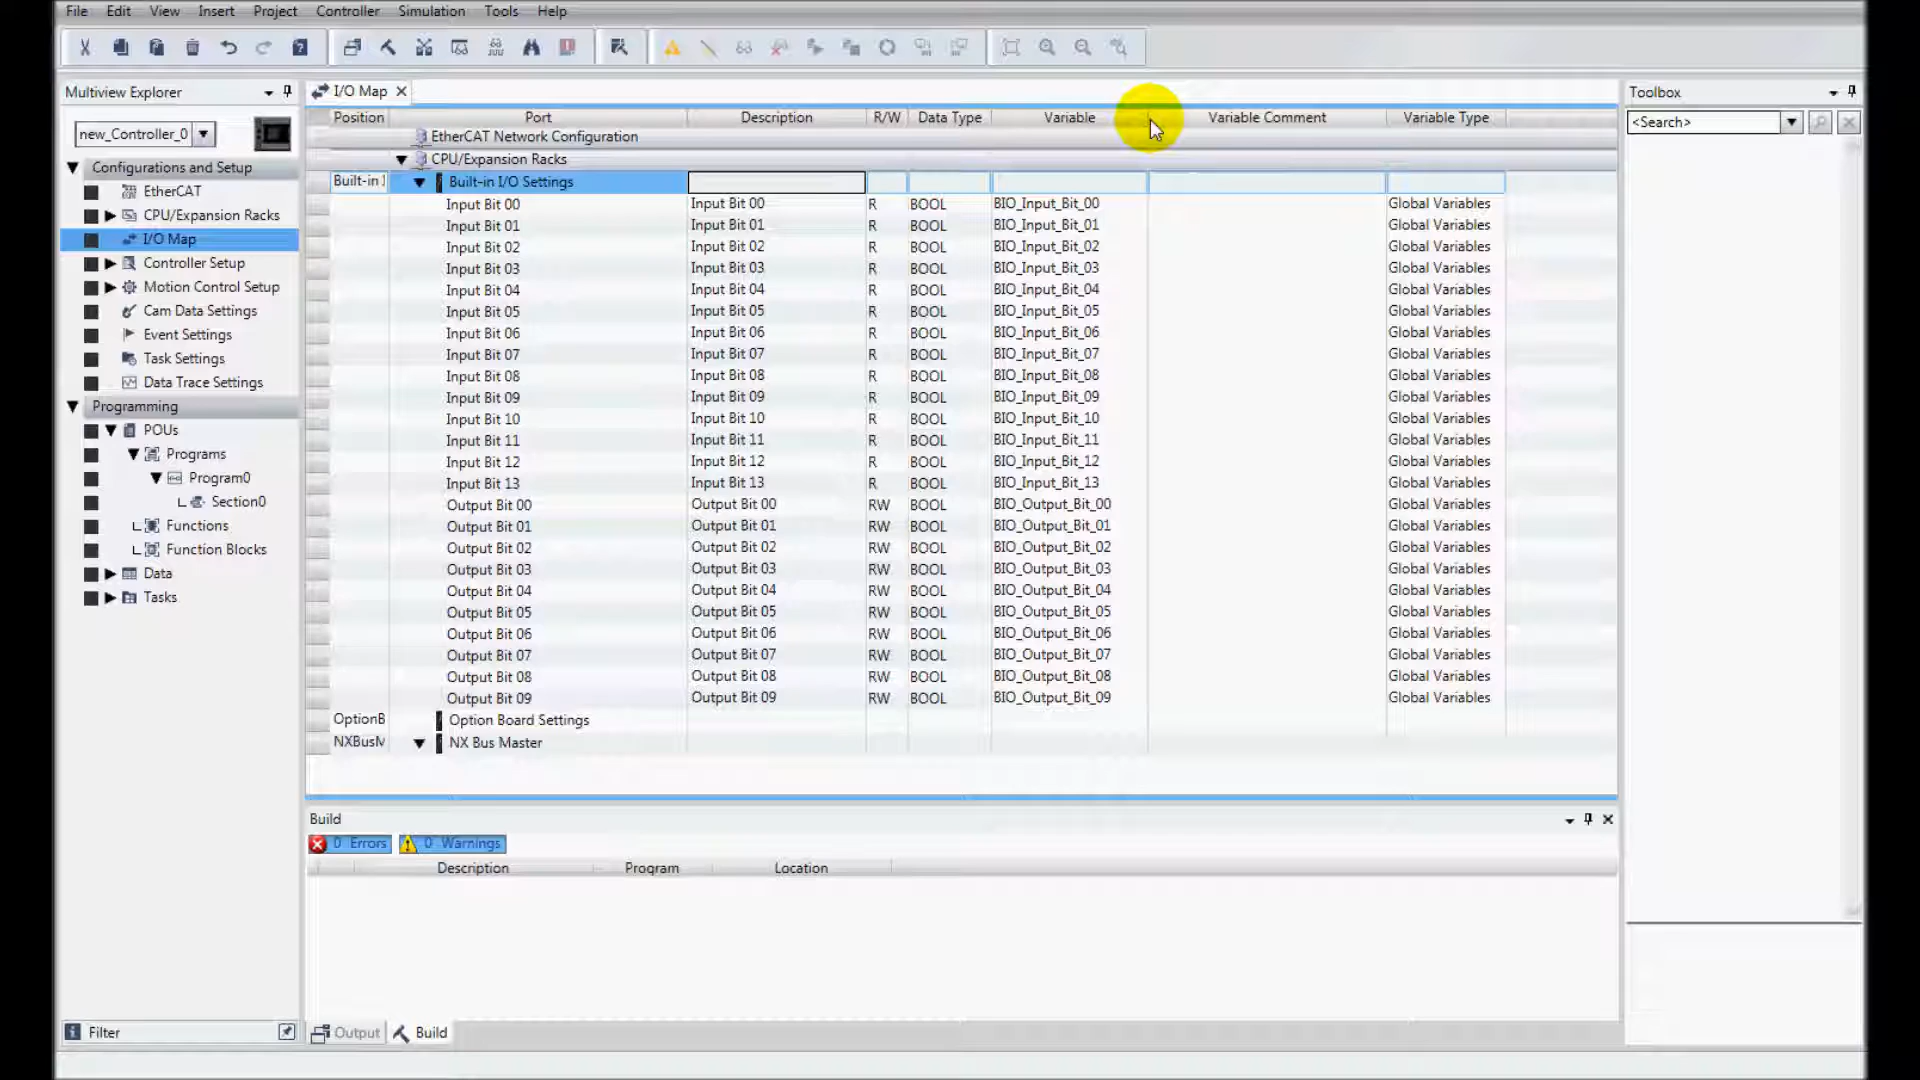 File Edit View Insert Project Controller Simulation Tools Help
Multiview Explorer
new_Controller_0
Configurations and Setup
EtherCAT
CPU/Expansion Racks
I/O Map
Controller Setup
Motion Control Setup
Cam Data Settings
Event Settings
Task Settings
Data Trace Settings
Programming
POUs
Programs
Program0
Section0
Functions
Function Blocks
Data
Tasks
Filter
I/O Map
Position Port Description R/W Data Type Variable Variable Comment Variable Type
EtherCAT Network Configuration
CPU/Expansion Racks
Built-in I Built-in I/O Settings
Input Bit 00 Input Bit 00 R BOOL BIO_Input_Bit_00 Global Variables
Input Bit 01 Input Bit 01 R BOOL BIO_Input_Bit_01 Global Variables
Input Bit 02 Input Bit 02 R BOOL BIO_Input_Bit_02 Global Variables
Input Bit 03 Input Bit 03 R BOOL BIO_Input_Bit_03 Global Variables
Input Bit 04 Input Bit 04 R BOOL BIO_Input_Bit_04 Global Variables
Input Bit 05 Input Bit 05 R BOOL BIO_Input_Bit_05 Global Variables
Input Bit 06 Input Bit 06 R BOOL BIO_Input_Bit_06 Global Variables
Input Bit 07 Input Bit 07 R BOOL BIO_Input_Bit_07 Global Variables
Input Bit 08 Input Bit 08 R BOOL BIO_Input_Bit_08 Global Variables
Input Bit 09 Input Bit 09 R BOOL BIO_Input_Bit_09 Global Variables
Input Bit 10 Input Bit 10 R BOOL BIO_Input_Bit_10 Global Variables
Input Bit 11 Input Bit 11 R BOOL BIO_Input_Bit_11 Global Variables
Input Bit 12 Input Bit 12 R BOOL BIO_Input_Bit_12 Global Variables
Input Bit 13 Input Bit 13 R BOOL BIO_Input_Bit_13 Global Variables
Output Bit 00 Output Bit 00 RW BOOL BIO_Output_Bit_00 Global Variables
Output Bit 01 Output Bit 01 RW BOOL BIO_Output_Bit_01 Global Variables
Output Bit 02 Output Bit 02 RW BOOL BIO_Output_Bit_02 Global Variables
Output Bit 03 Output Bit 03 RW BOOL BIO_Output_Bit_03 Global Variables
Output Bit 04 Output Bit 04 RW BOOL BIO_Output_Bit_04 Global Variables
Output Bit 05 Output Bit 05 RW BOOL BIO_Output_Bit_05 Global Variables
Output Bit 06 Output Bit 06 RW BOOL BIO_Output_Bit_06 Global Variables
Output Bit 07 Output Bit 07 RW BOOL BIO_Output_Bit_07 Global Variables
Output Bit 08 Output Bit 08 RW BOOL BIO_Output_Bit_08 Global Variables
Output Bit 09 Output Bit 09 RW BOOL BIO_Output_Bit_09 Global Variables
OptionB Option Board Settings
NXBusM NX Bus Master
Build
0 Errors 0 Warnings
Description Program Location
Output Build
Toolbox
<Search>